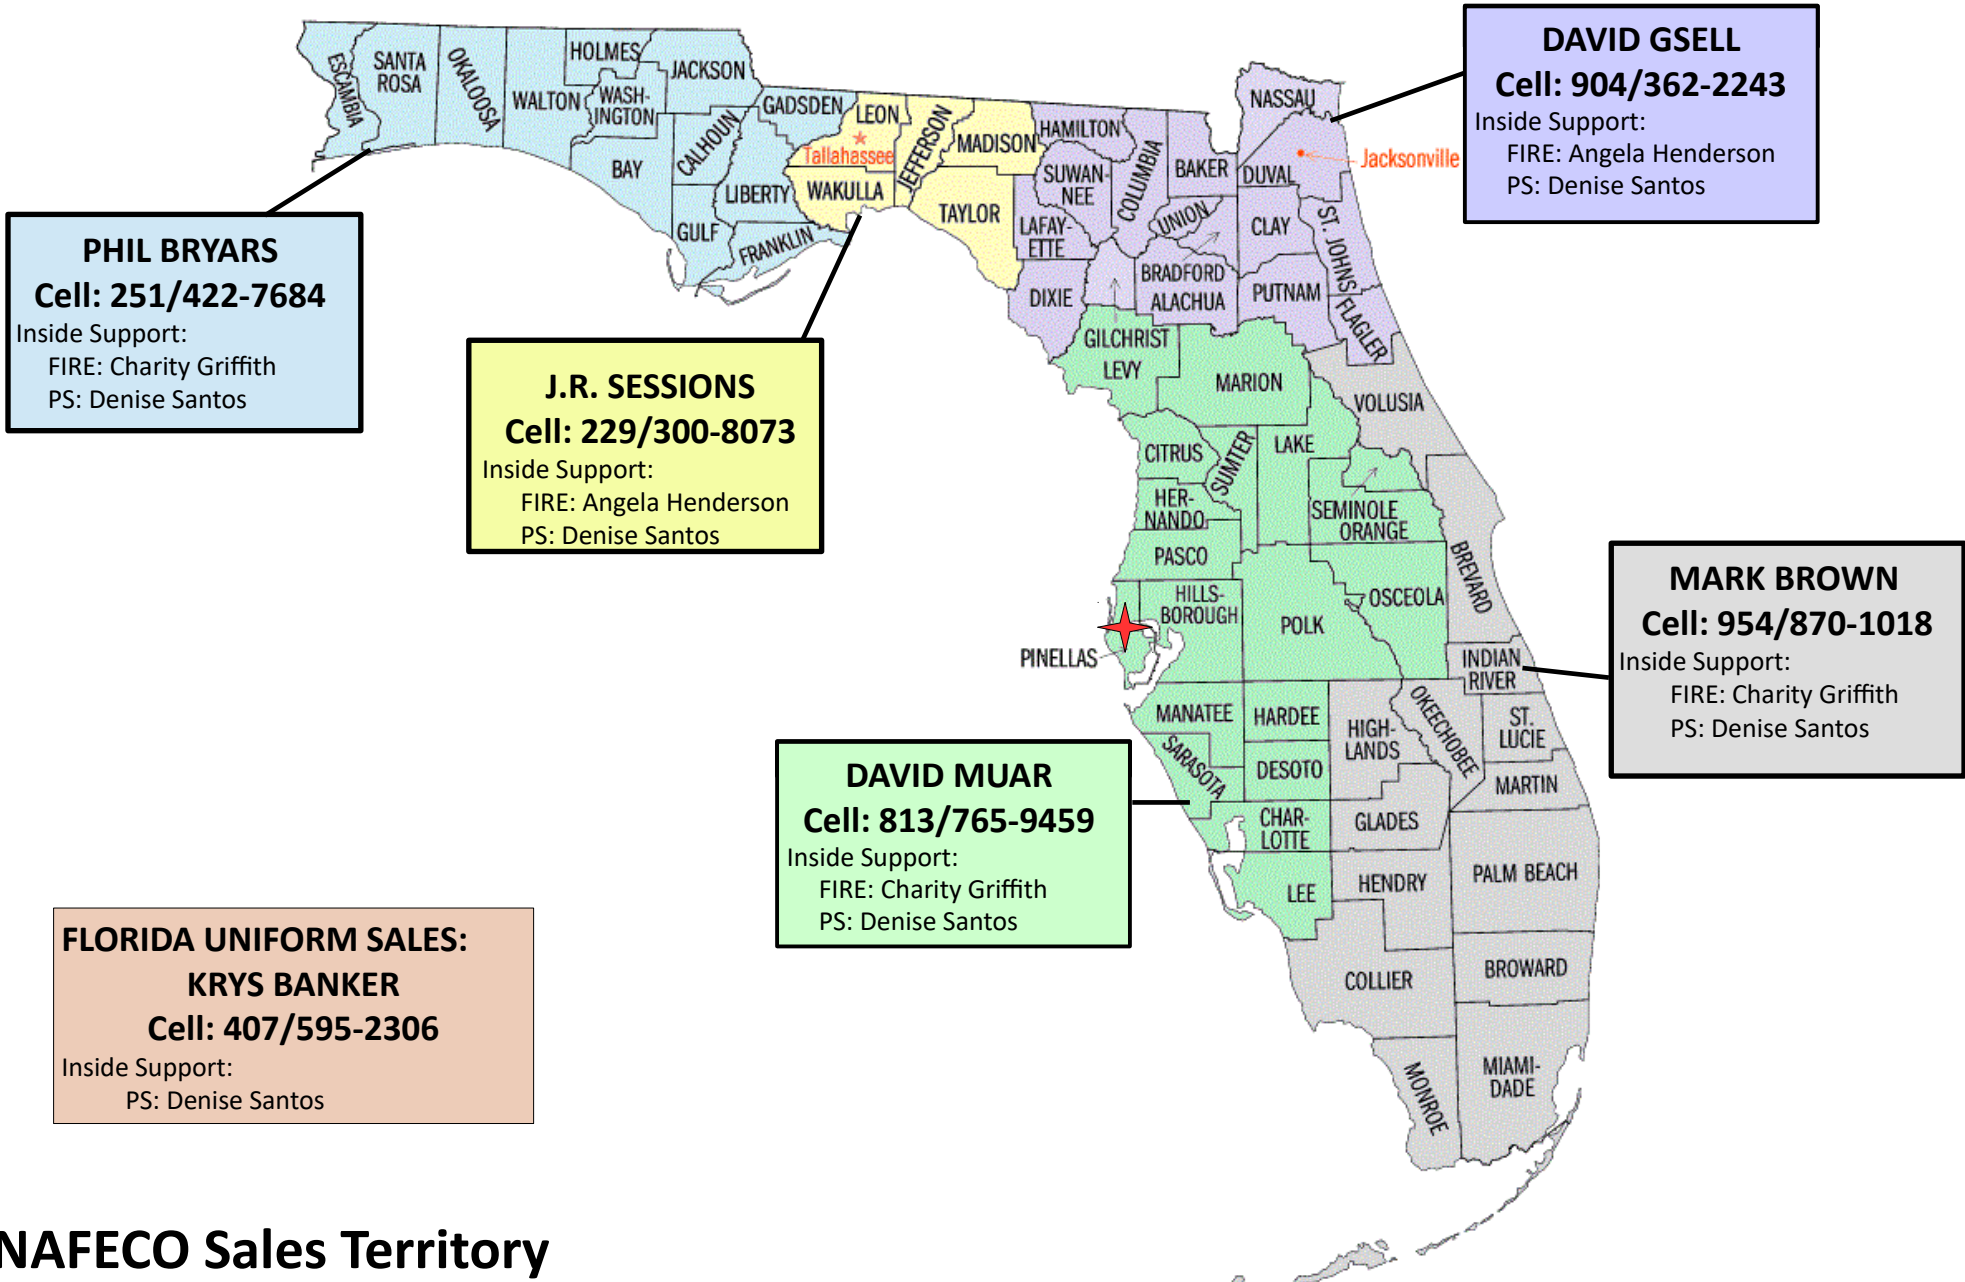 DAVID GSELL
Cell: 904/362-2243
Inside Support:
FIRE: Angela Henderson
PS: Denise Santos
PHIL BRYARS
Cell: 251/422-7684
Inside Support:
FIRE: Charity Griffith
PS: Denise Santos
J.R. SESSIONS
Cell: 229/300-8073
Inside Support:
FIRE: Angela Henderson
PS: Denise Santos
MARK BROWN
Cell: 954/870-1018
Inside Support:
FIRE: Charity Griffith
PS: Denise Santos
DAVID MUAR
Cell: 813/765-9459
Inside Support:
FIRE: Charity Griffith
PS: Denise Santos
FLORIDA UNIFORM SALES:
KRYS BANKER
Cell: 407/595-2306
Inside Support:
PS: Denise Santos
NAFECO Sales Territory
ESCAMBIA
SANTA
ROSA
OKALOOSA
WALTON
HOLMES
WASH-
INGTON
JACKSON
BAY
CALHOUN
GULF
GADSDEN
LIBERTY
FRANKLIN
LEON
Tallahassee
WAKULLA
JEFFERSON
MADISON
TAYLOR
HAMILTON
SUWAN-
NEE
LAFAY-
ETTE
DIXIE
COLUMBIA
BAKER
UNION
BRADFORD
ALACHUA
NASSAU
DUVAL
Jacksonville
CLAY
ST. JOHNS
PUTNAM
FLAGLER
GILCHRIST
LEVY
MARION
VOLUSIA
CITRUS
SUMTER
LAKE
HER-
NANDO
SEMINOLE
ORANGE
PASCO
HILLS-
BOROUGH
POLK
OSCEOLA
BREVARD
PINELLAS
INDIAN
RIVER
MANATEE
HARDEE
HIGH-
LANDS
OKEECHOBEE
ST.
LUCIE
SARASOTA
DESOTO
MARTIN
CHAR-
LOTTE
GLADES
LEE
HENDRY
PALM BEACH
COLLIER
BROWARD
MONROE
MIAMI-
DADE